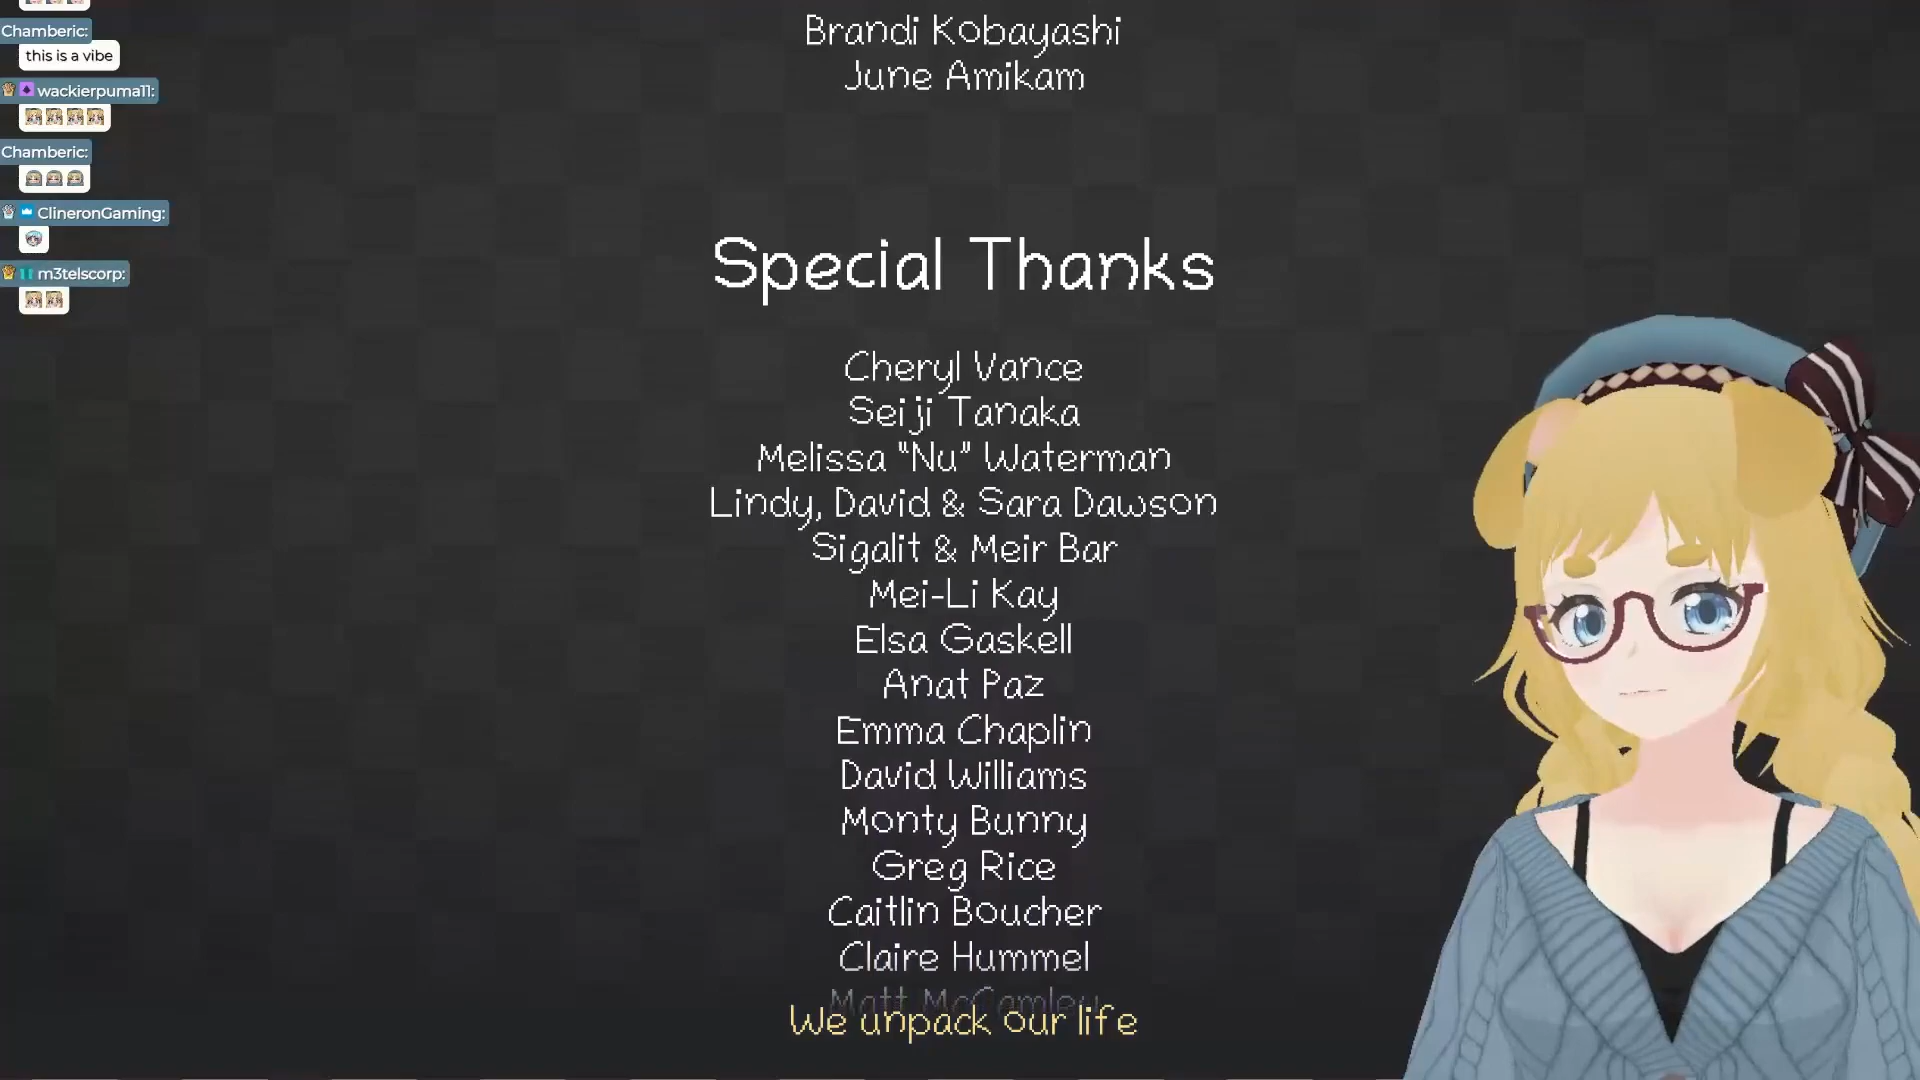 Chamberic:
this is a vibe
wackierpuma11:
Chamberic:
ClineronGaming:
m3telscorp:
Brandi Kobayashi
June Amikam
Special Thanks
Cheryl Vance
Seiji Tanaka
Melissa "Nu" Waterman
Lindy, David & Sara Dawson
Sigalit & Meir Bar
Mei-Li Kay
Elsa Gaskell
Anat Paz
Emma Chaplin
David Williams
Monty Bunny
Greg Rice
Caitlin Boucher
Claire Hummel
Matt McCamley
We unpack our life